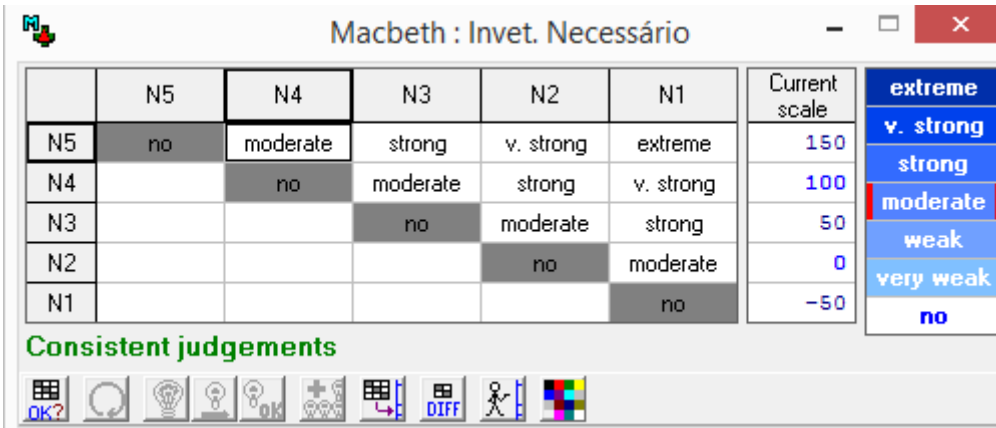 Macbeth : Invet. Necessário
N5 N4 N3 N2 N1 Current scale
N5 no moderate strong v. strong extreme 150
N4 no moderate strong v. strong 100
N3 no moderate strong 50
N2 no moderate 0
N1 no -50
extreme
v. strong
strong
moderate
weak
very weak
no
Consistent judgements
OK? OK DIFF